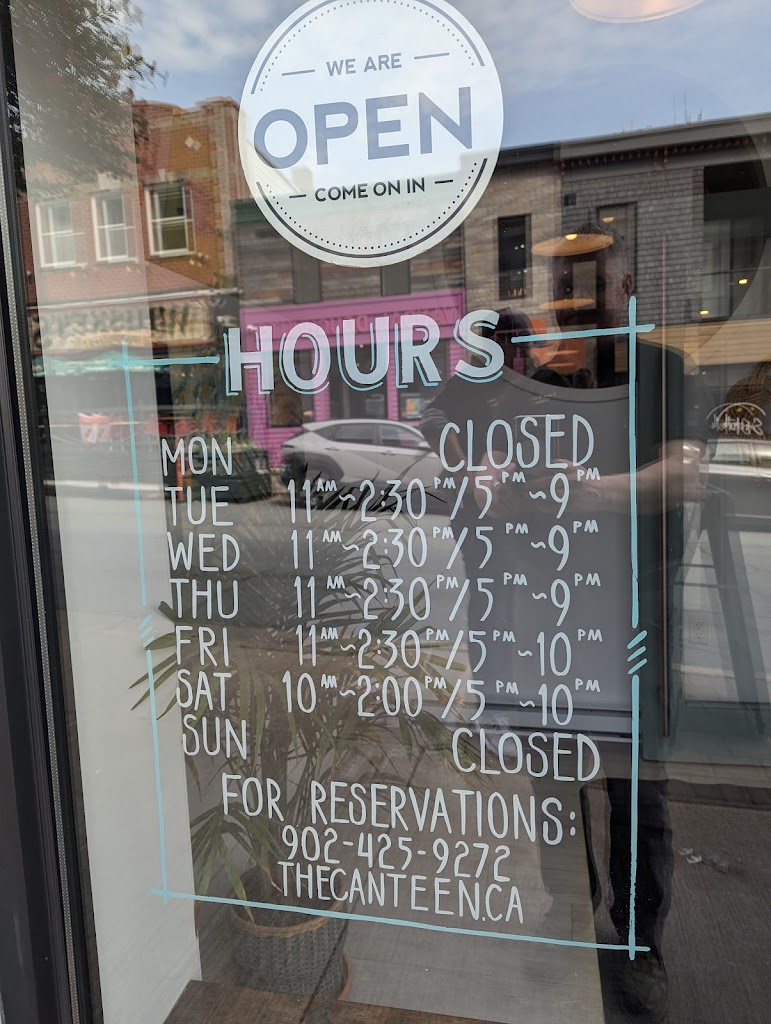 WE ARE
OPEN
COME ON IN
HOURS
MON CLOSED
TUE 11AM~2:30PM/5PM~9PM
WED 11AM~2:30PM/5PM~9PM
THU 11AM~2:30PM/5PM~9PM
FRI 11AM~2:30PM/5PM~10PM
SAT 10AM~2:00PM/5PM~10PM
SUN CLOSED
FOR RESERVATIONS:
902-425-9272
THECANTEEN.CA